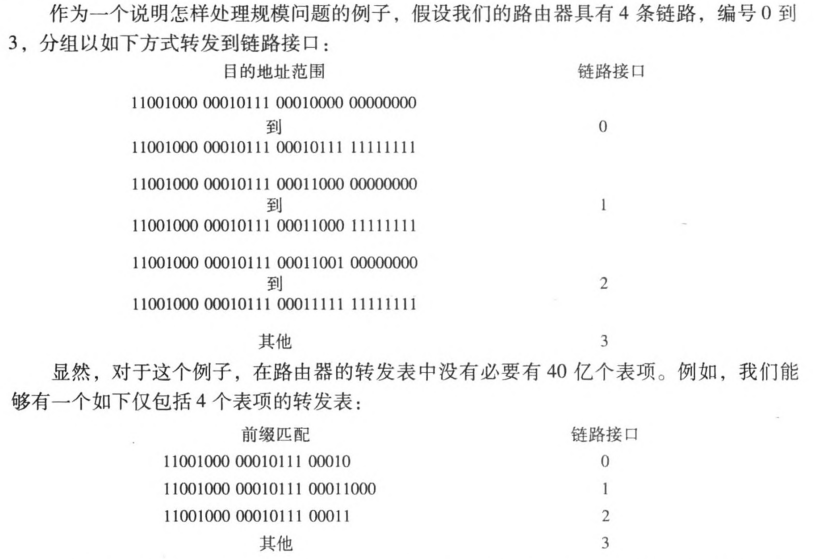 作为一个说明怎样处理规模问题的例子，假设我们的路由器具有 4 条链路，编号 0 到
3，分组以如下方式转发到链路接口：
目的地址范围 链路接口
11001000 00010111 00010000 00000000
到 0
11001000 00010111 00010111 11111111
11001000 00010111 00011000 00000000
到 1
11001000 00010111 00011000 11111111
11001000 00010111 00011001 00000000
到 2
11001000 00010111 00011111 11111111
其他 3
显然，对于这个例子，在路由器的转发表中没有必要有 40 亿个表项。例如，我们能
够有一个如下仅包括 4 个表项的转发表：
前缀匹配 链路接口
11001000 00010111 00010 0
11001000 00010111 00011000 1
11001000 00010111 00011 2
其他 3